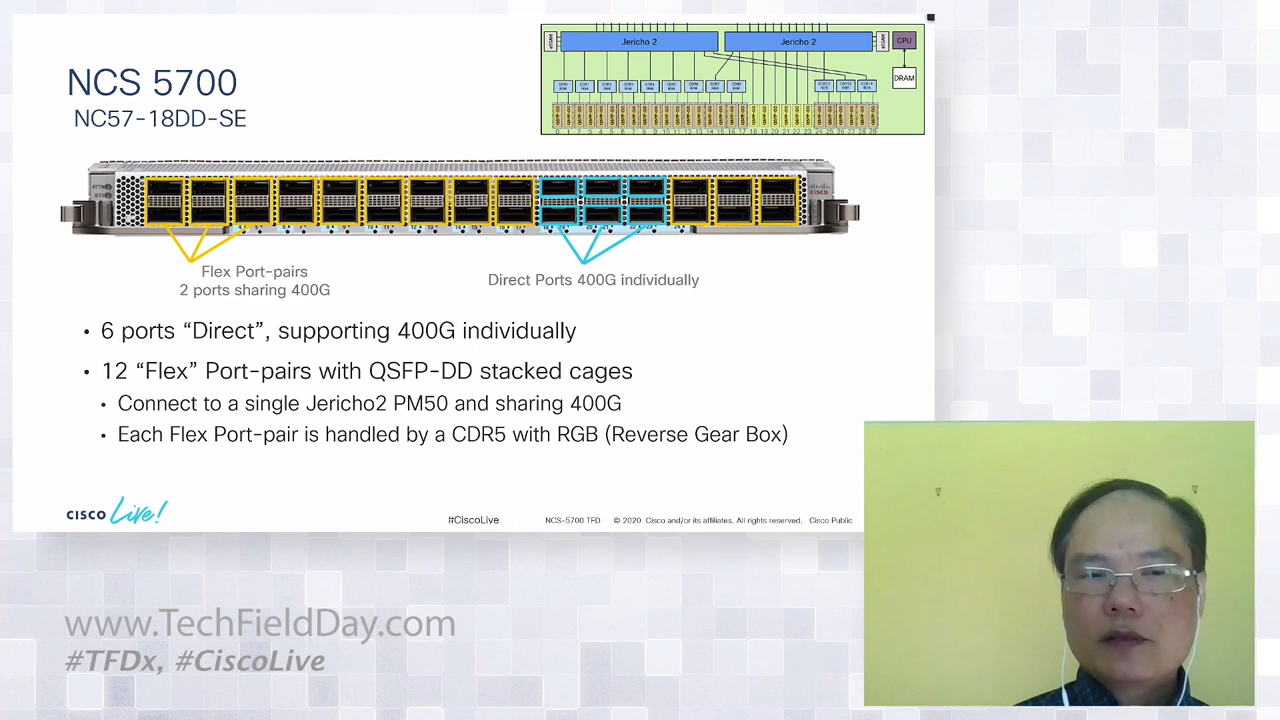 NCS 5700
NC57-18DD-SE
Jericho 2
Jericho 2
CPU
DRAM
ATTN
CISCO
Flex Port-pairs
2 ports sharing 400G
Direct Ports 400G individually
• 6 ports “Direct”, supporting 400G individually
• 12 “Flex” Port-pairs with QSFP-DD stacked cages
• Connect to a single Jericho2 PM50 and sharing 400G
• Each Flex Port-pair is handled by a CDR5 with RGB (Reverse Gear Box)
CISCO Live!
#CiscoLive
NCS-5700 TFD
© 2020 Cisco and/or its affiliates. All rights reserved. Cisco Public
www.TechFieldDay.com
#TFDx, #CiscoLive